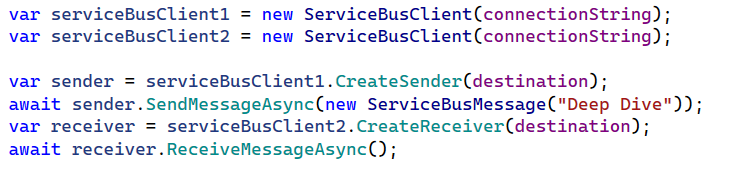 var serviceBusClient1 = new ServiceBusClient(connectionString);
var serviceBusClient2 = new ServiceBusClient(connectionString);
var sender = serviceBusClient1.CreateSender(destination);
await sender.SendMessageAsync(new ServiceBusMessage("Deep Dive"));
var receiver = serviceBusClient2.CreateReceiver(destination);
await receiver.ReceiveMessageAsync();